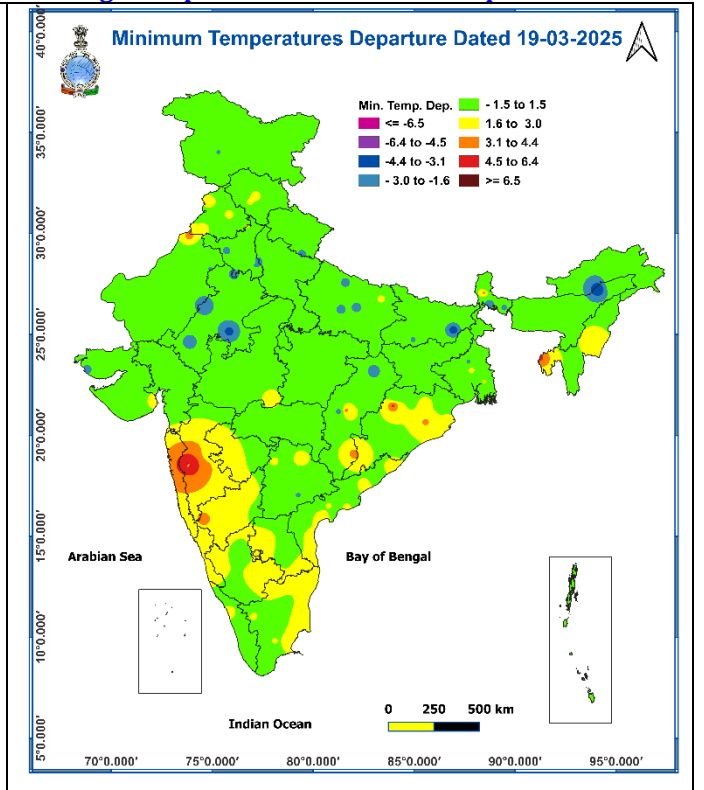 Minimum Temperatures Departure Dated 19-03-2025
Min. Temp. Dep.
<= -6.5
-6.4 to -4.5
-4.4 to -3.1
- 3.0 to -1.6
- 1.5 to 1.5
1.6 to 3.0
3.1 to 4.4
4.5 to 6.4
>= 6.5
40°0.000'
35°0.000'
30°0.000'
25°0.000'
20°0.000'
15°0.000'
10°0.000'
5°0.000'
Arabian Sea
Bay of Bengal
Indian Ocean
0 250 500 km
70°0.000' 75°0.000' 80°0.000' 85°0.000' 90°0.000' 95°0.000'